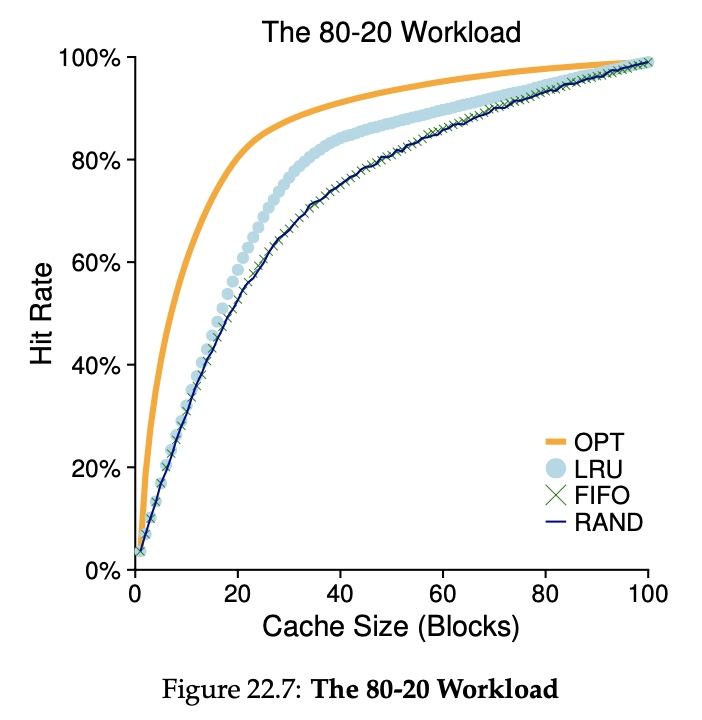 The 80-20 Workload
100%
80%
60%
40%
20%
0%
Hit Rate
OPT
LRU
FIFO
RAND
0 20 40 60 80 100
Cache Size (Blocks)
Figure 22.7: The 80-20 Workload